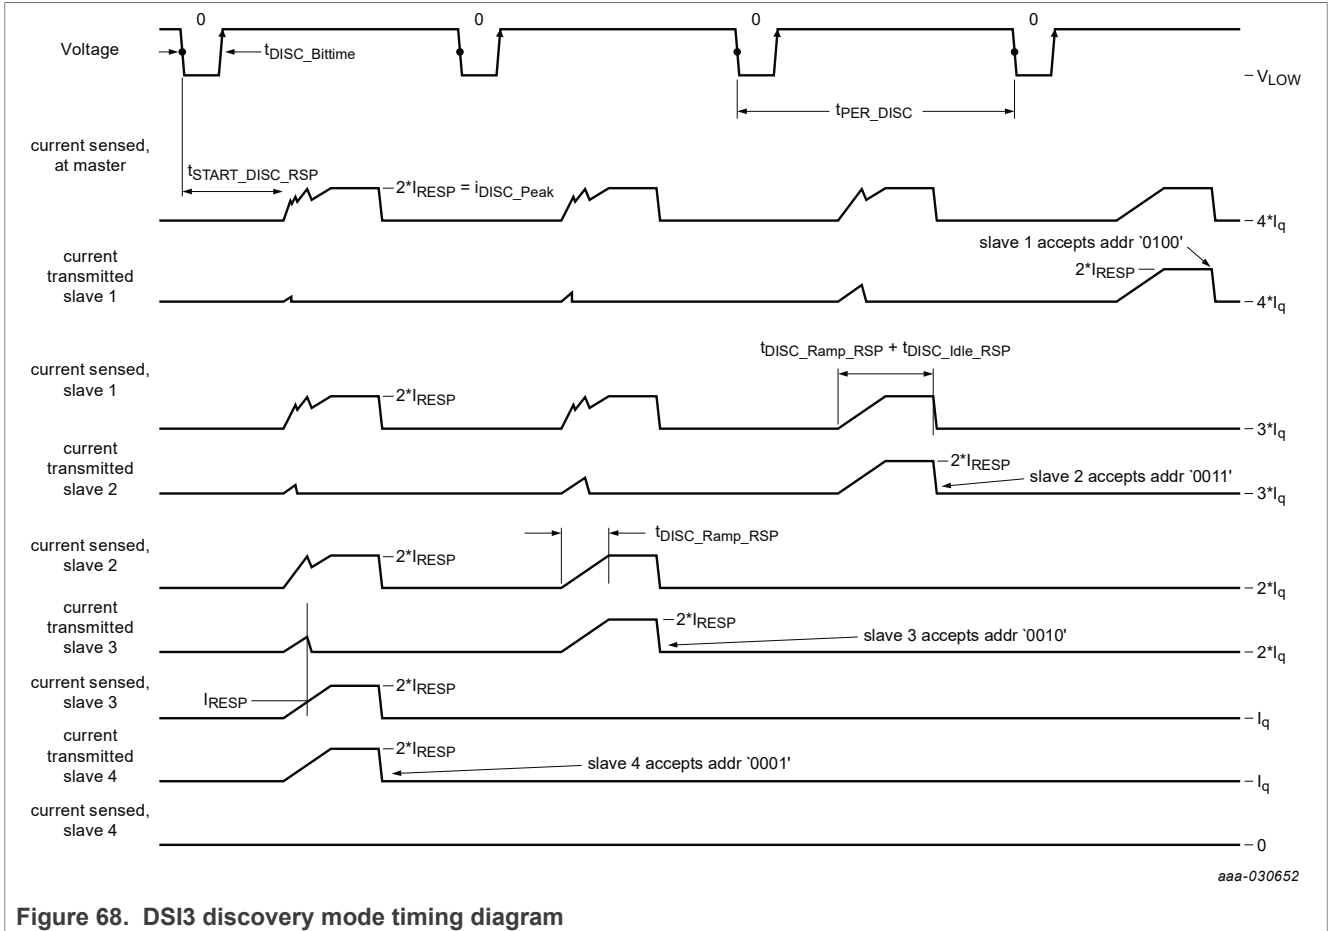 0 0 0 0
Voltage
tDISC_Bittime
VLOW
tPER_DISC
current sensed,
at master
tSTART_DISC_RSP
2*IRESP = iDISC_Peak
4*Iq
slave 1 accepts addr `0100'
current
transmitted
slave 1
2*IRESP
4*Iq
tDISC_Ramp_RSP + tDISC_Idle_RSP
current sensed,
slave 1
2*IRESP
3*Iq
current
transmitted
slave 2
2*IRESP
slave 2 accepts addr `0011'
3*Iq
tDISC_Ramp_RSP
current sensed,
slave 2
2*IRESP
2*Iq
current
transmitted
slave 3
2*IRESP
slave 3 accepts addr `0010'
2*Iq
current sensed,
slave 3
IRESP
2*IRESP
Iq
current
transmitted
slave 4
2*IRESP
slave 4 accepts addr `0001'
Iq
current sensed,
slave 4
0
aaa-030652
Figure 68. DSI3 discovery mode timing diagram